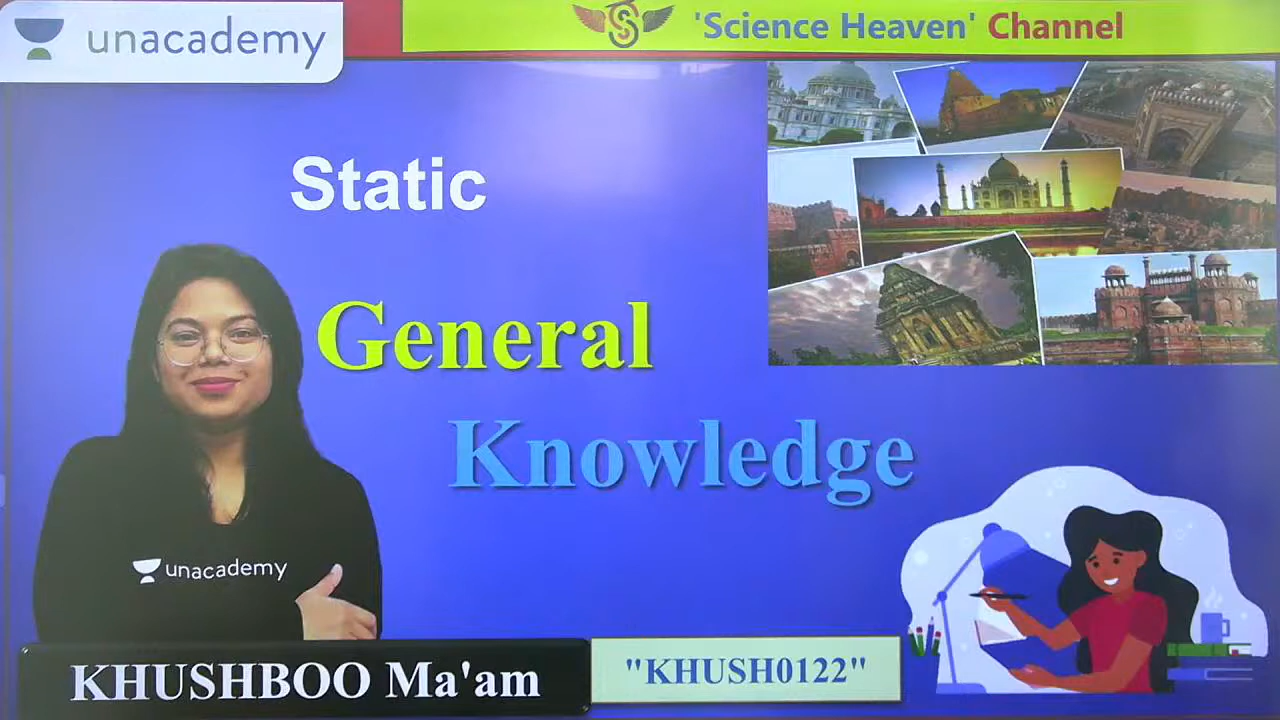 unacademy
'Science Heaven' Channel
Static
General
Knowledge
unacademy
KHUSHBOO Ma'am
"KHUSH0122"